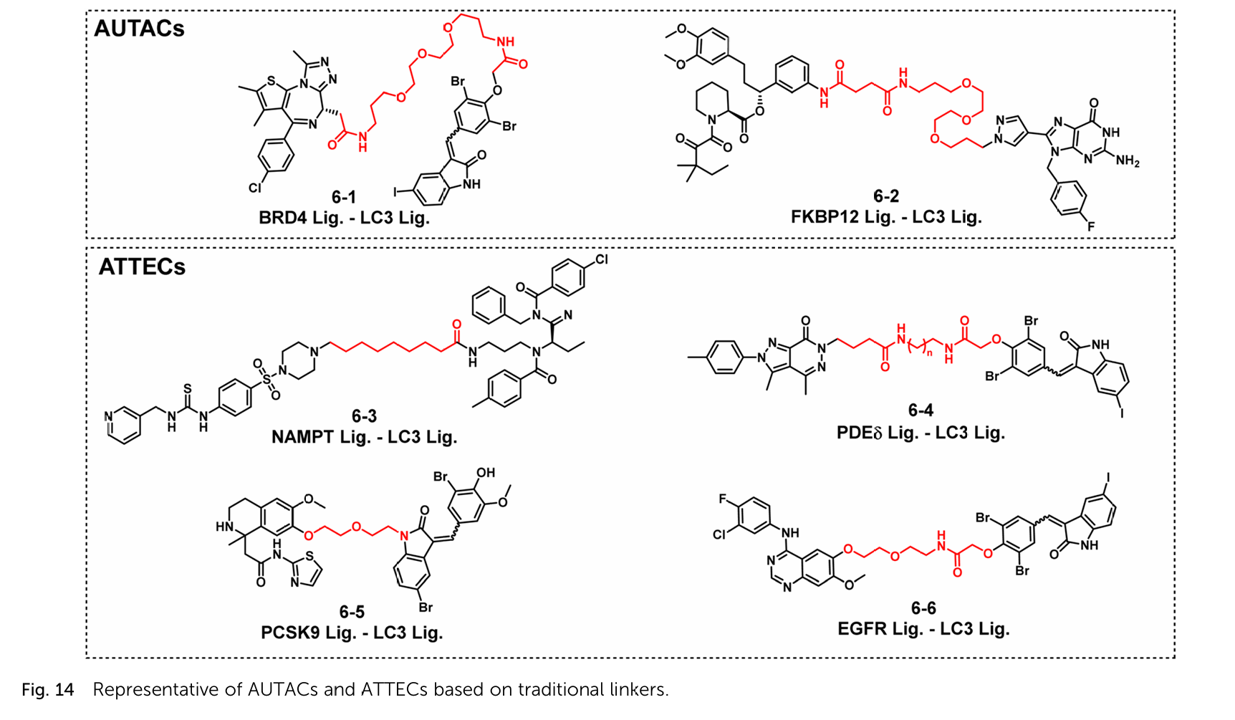 AUTACs
6-1
BRD4 Lig. - LC3 Lig.
6-2
FKBP12 Lig. - LC3 Lig.
ATTECs
6-3
NAMPT Lig. - LC3 Lig.
6-4
PDEδ Lig. - LC3 Lig.
6-5
PCSK9 Lig. - LC3 Lig.
6-6
EGFR Lig. - LC3 Lig.
Fig. 14 Representative of AUTACs and ATTECs based on traditional linkers.